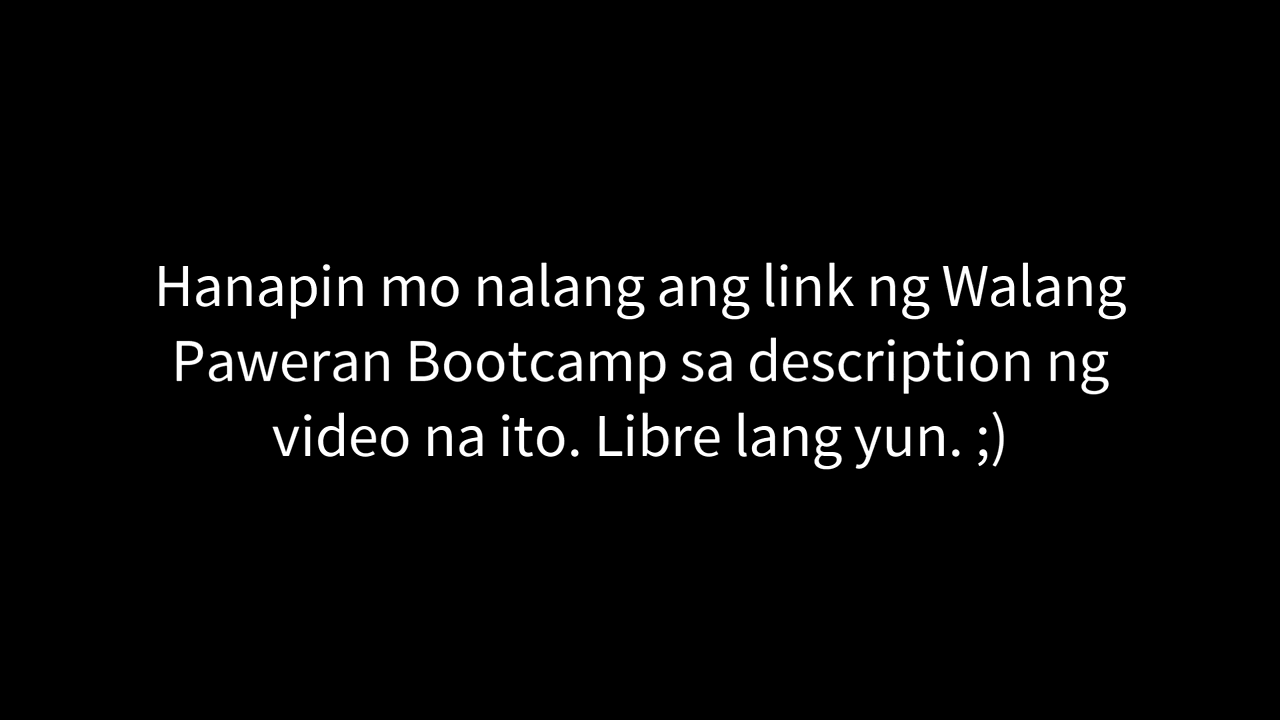 Hanapin mo nalang ang link ng Walang
Paweran Bootcamp sa description ng
video na ito. Libre lang yun. ;)